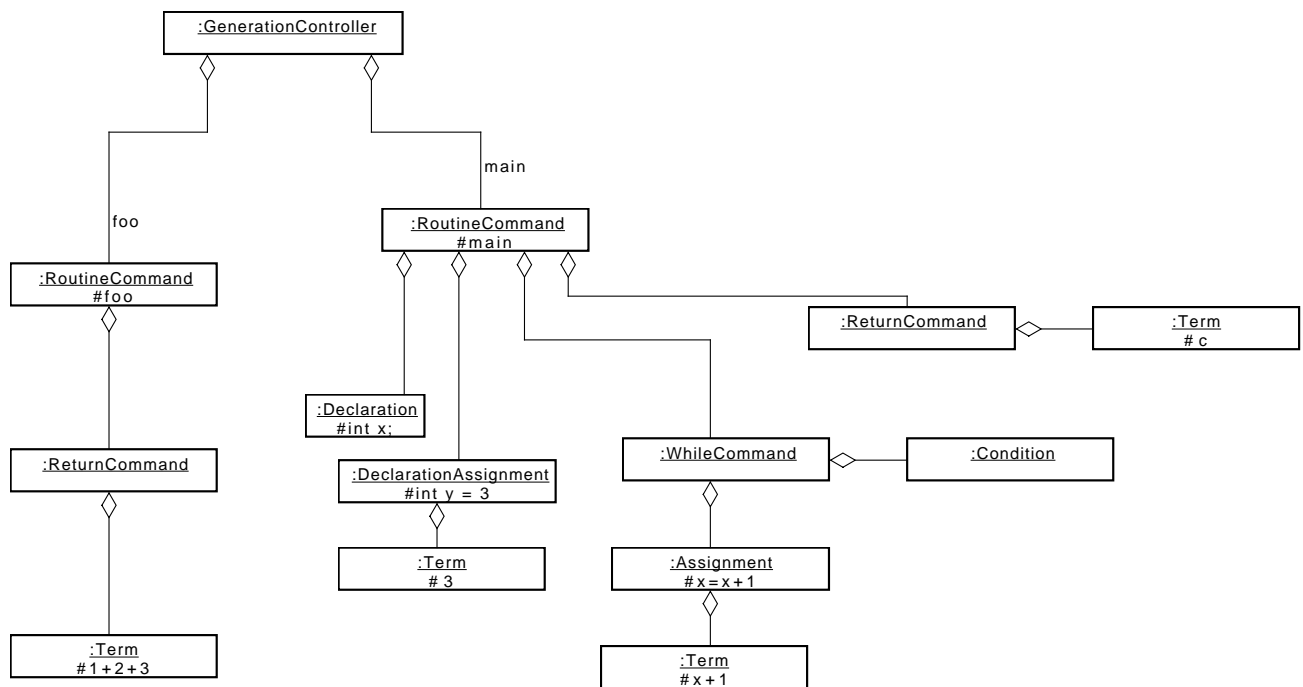 :GenerationController
main
foo
:RoutineCommand
#main
:RoutineCommand
#foo
:ReturnCommand
:Term
#c
:Declaration
#int x;
:ReturnCommand
:WhileCommand
:Condition
:DeclarationAssignment
#int y = 3
:Term
#3
:Assignment
#x=x+1
:Term
#1+2+3
:Term
#x+1